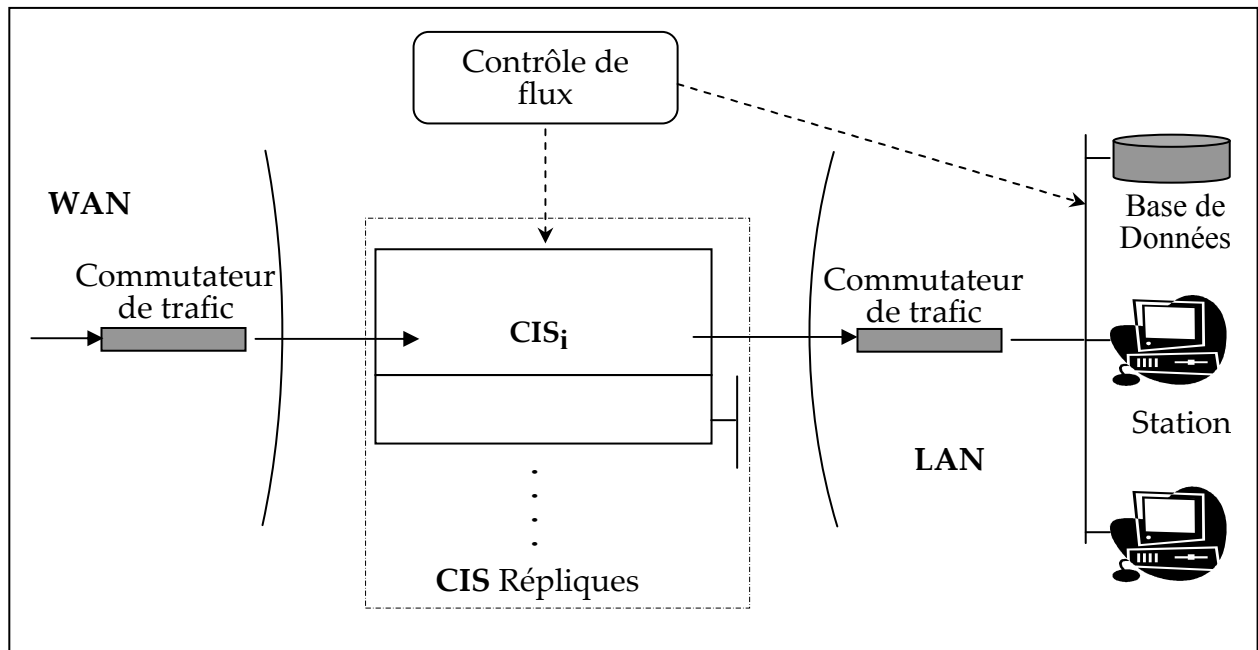 Contrôle de
flux
WAN
Commutateur
de trafic
CISi
CIS Répliques
Commutateur
de trafic
LAN
Base de
Données
Station